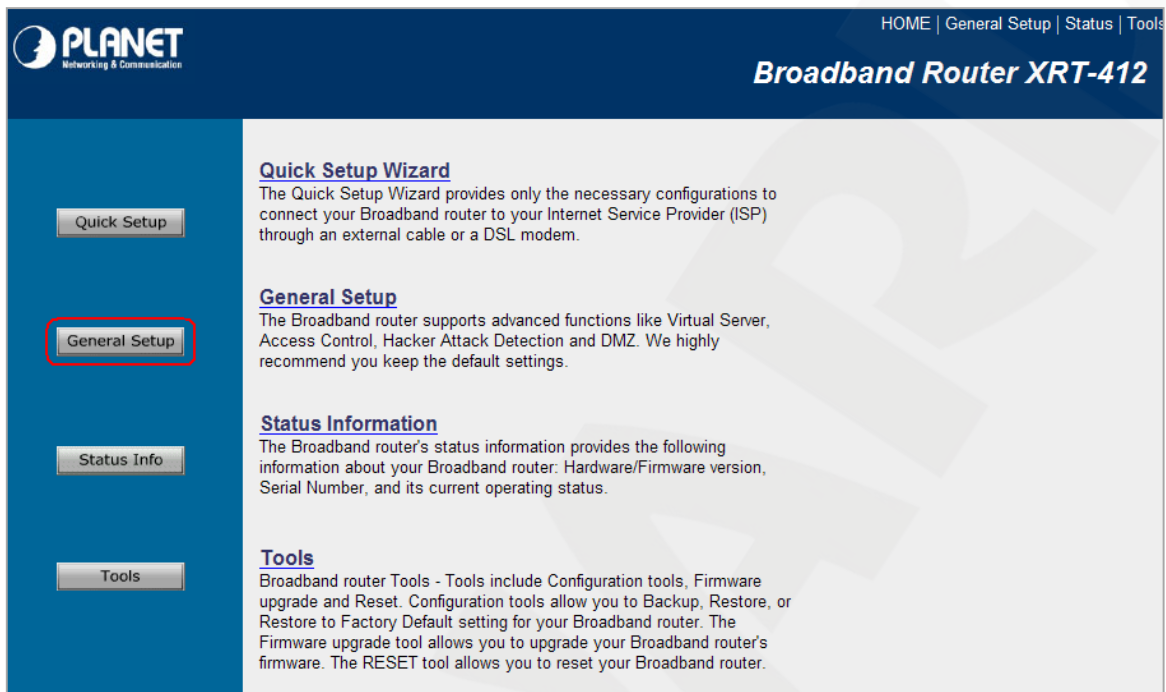 PLANET
Networking & Communication
HOME | General Setup | Status | Tools
Broadband Router XRT-412
Quick Setup
Quick Setup Wizard
The Quick Setup Wizard provides only the necessary configurations to
connect your Broadband router to your Internet Service Provider (ISP)
through an external cable or a DSL modem.
General Setup
General Setup
The Broadband router supports advanced functions like Virtual Server,
Access Control, Hacker Attack Detection and DMZ. We highly
recommend you keep the default settings.
Status Info
Status Information
The Broadband router's status information provides the following
information about your Broadband router: Hardware/Firmware version,
Serial Number, and its current operating status.
Tools
Tools
Broadband router Tools - Tools include Configuration tools, Firmware
upgrade and Reset. Configuration tools allow you to Backup, Restore, or
Restore to Factory Default setting for your Broadband router. The
Firmware upgrade tool allows you to upgrade your Broadband router's
firmware. The RESET tool allows you to reset your Broadband router.